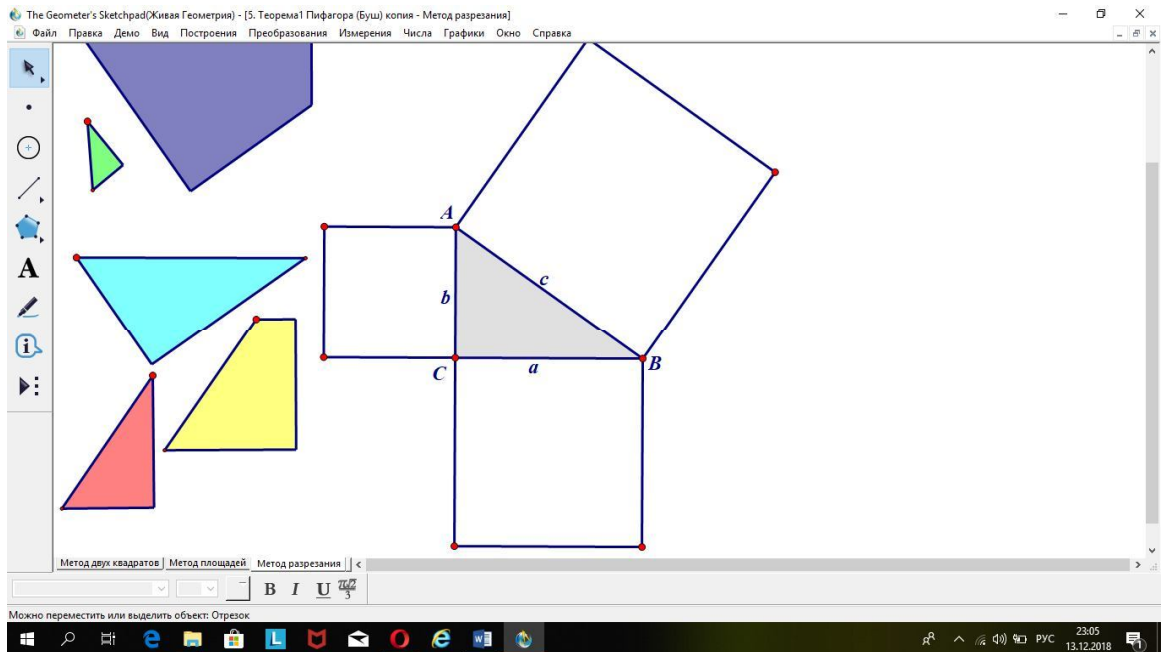 The Geometer's Sketchpad(Живая Геометрия) - [5. Теорема1 Пифагора (Буш) копия - Метод разрезания]
Файл Правка Демо Вид Построения Преобразования Измерения Числа Графики Окно Справка
A
c
b
C
a
B
A
Метод двух квадратов Метод площадей Метод разрезания
B I U
Можно переместить или выделить объект: Отрезок
РУС
23:05
13.12.2018